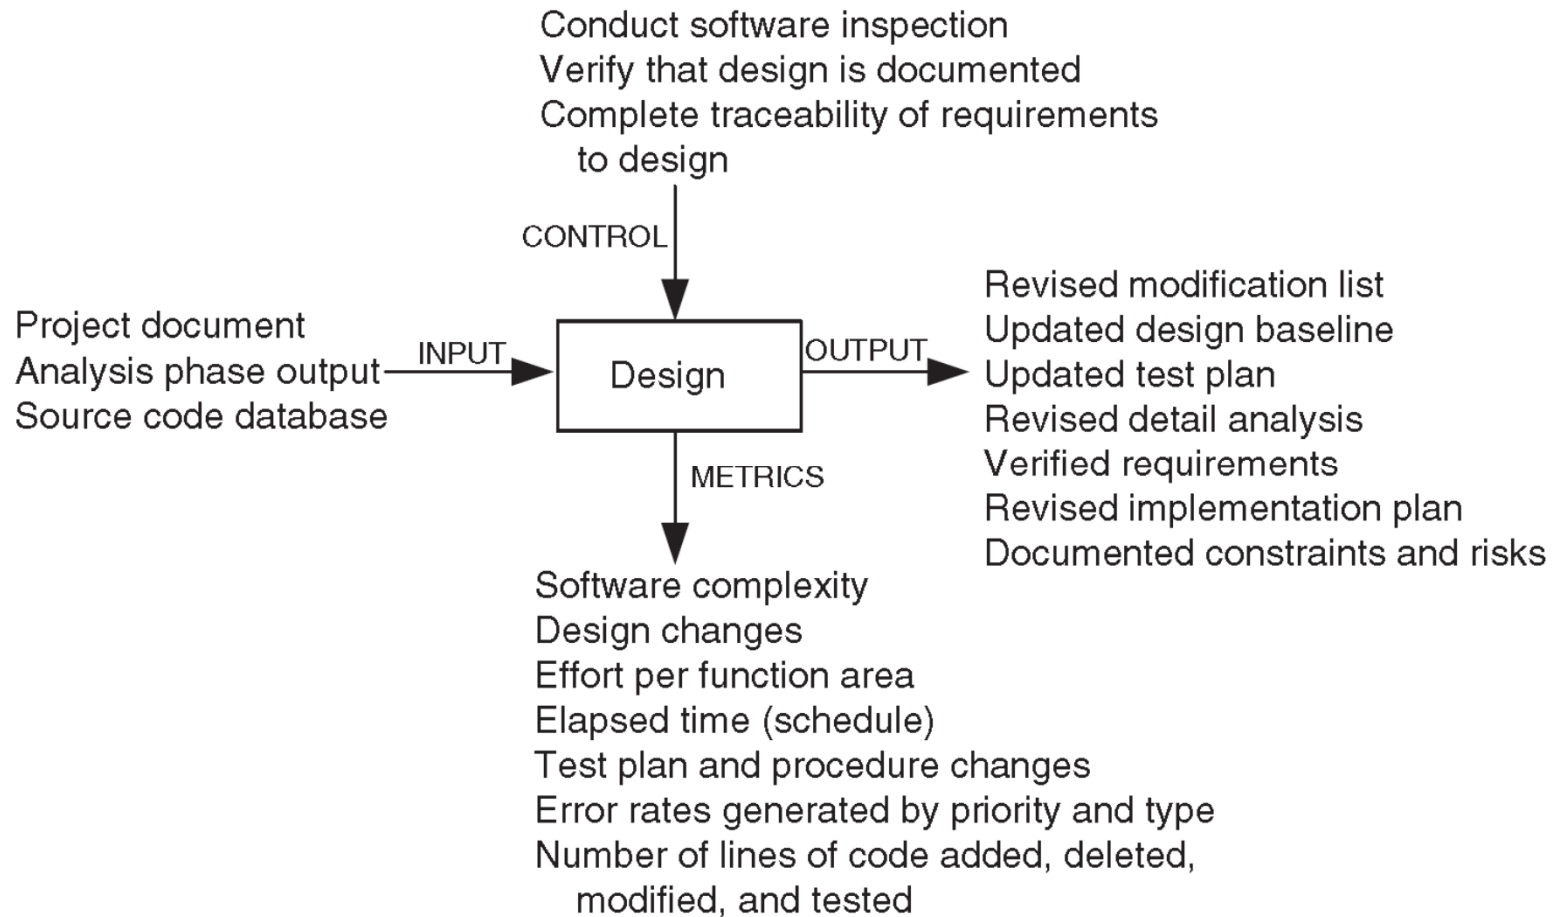 Conduct software inspection
Verify that design is documented
Complete traceability of requirements
to design
CONTROL
Project document
Analysis phase output
Source code database
INPUT
Design
OUTPUT
Revised modification list
Updated design baseline
Updated test plan
Revised detail analysis
Verified requirements
Revised implementation plan
Documented constraints and risks
METRICS
Software complexity
Design changes
Effort per function area
Elapsed time (schedule)
Test plan and procedure changes
Error rates generated by priority and type
Number of lines of code added, deleted,
modified, and tested